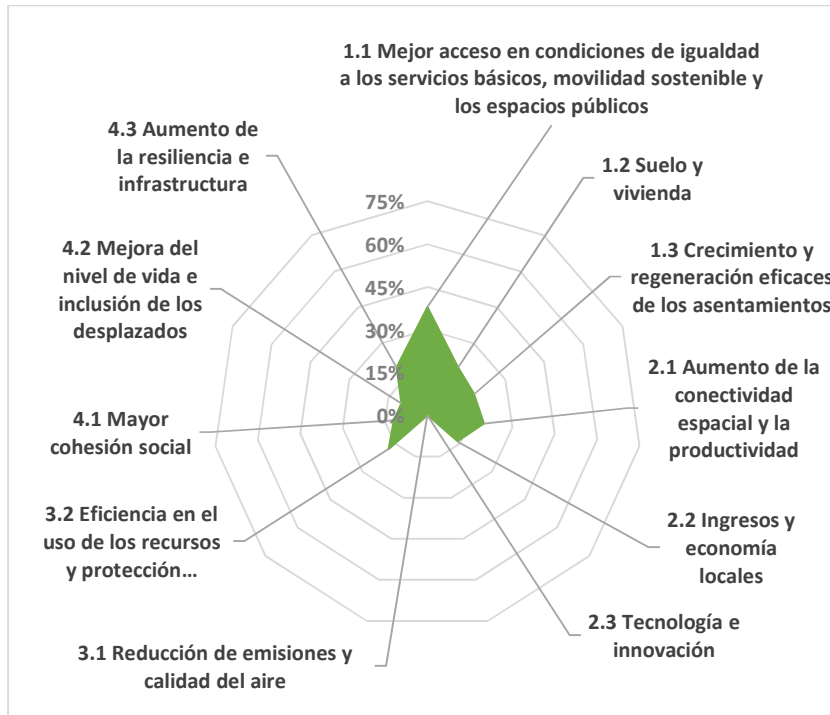 1.1 Mejor acceso en condiciones de igualdad
a los servicios básicos, movilidad sostenible y
los espacios públicos
1.2 Suelo y
vivienda
1.3 Crecimiento y
regeneración eficaces
de los asentamientos
2.1 Aumento de la
conectividad
espacial y la
productividad
2.2 Ingresos y
economía
locales
2.3 Tecnología e
innovación
3.1 Reducción de emisiones y
calidad del aire
3.2 Eficiencia en el
uso de los recursos
y protección…
4.1 Mayor
cohesión social
4.2 Mejora del
nivel de vida e
inclusión de los
desplazados
4.3 Aumento de
la resiliencia e
infrastructura
75%
60%
45%
30%
15%
0%